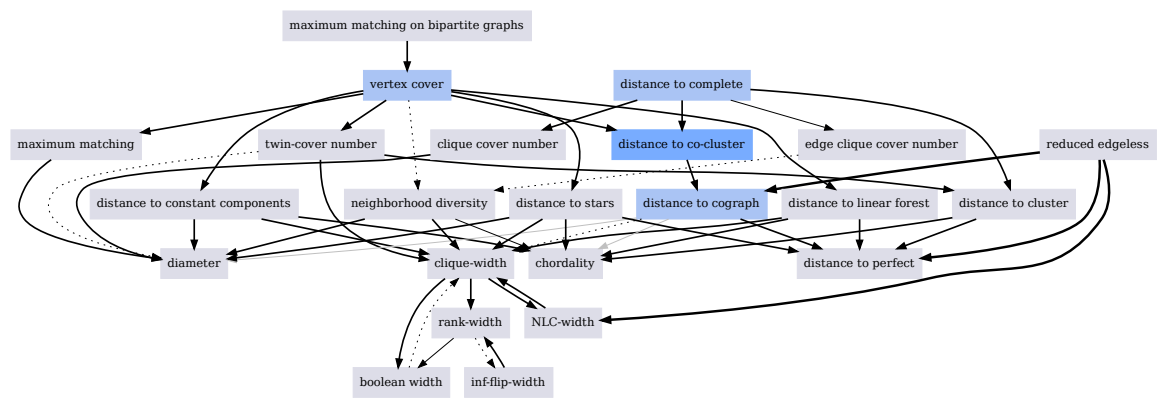 maximum matching on bipartite graphs
vertex cover
distance to complete
maximum matching
twin-cover number
clique cover number
distance to co-cluster
edge clique cover number
reduced edgeless
distance to constant components
neighborhood diversity
distance to stars
distance to cograph
distance to linear forest
distance to cluster
diameter
clique-width
chordality
distance to perfect
rank-width
NLC-width
boolean width
inf-flip-width